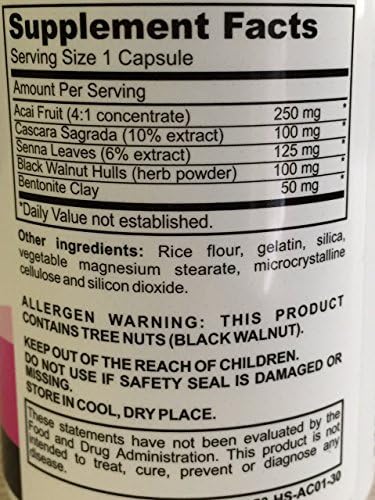 Supplement Facts
Serving Size 1 Capsule
Amount Per Serving
Acai Fruit (4:1 concentrate) 250 mg *
Cascara Sagrada (10% extract) 100 mg *
Senna Leaves (6% extract) 125 mg *
Black Walnut Hulls (herb powder) 100 mg *
Bentonite Clay 50 mg *
*Daily Value not established.
Other ingredients: Rice flour, gelatin, silica,
vegetable magnesium stearate, microcrystalline
cellulose and silicon dioxide.
ALLERGEN WARNING: THIS PRODUCT
CONTAINS TREE NUTS (BLACK WALNUT).
KEEP OUT OF THE REACH OF CHILDREN.
DO NOT USE IF SAFETY SEAL IS DAMAGED OR
MISSING.
STORE IN COOL, DRY PLACE.
These statements have not been evaluated by the
Food and Drug Administration. This product is not
intended to treat, cure, prevent or diagnose any
disease.
HS-AC01-30